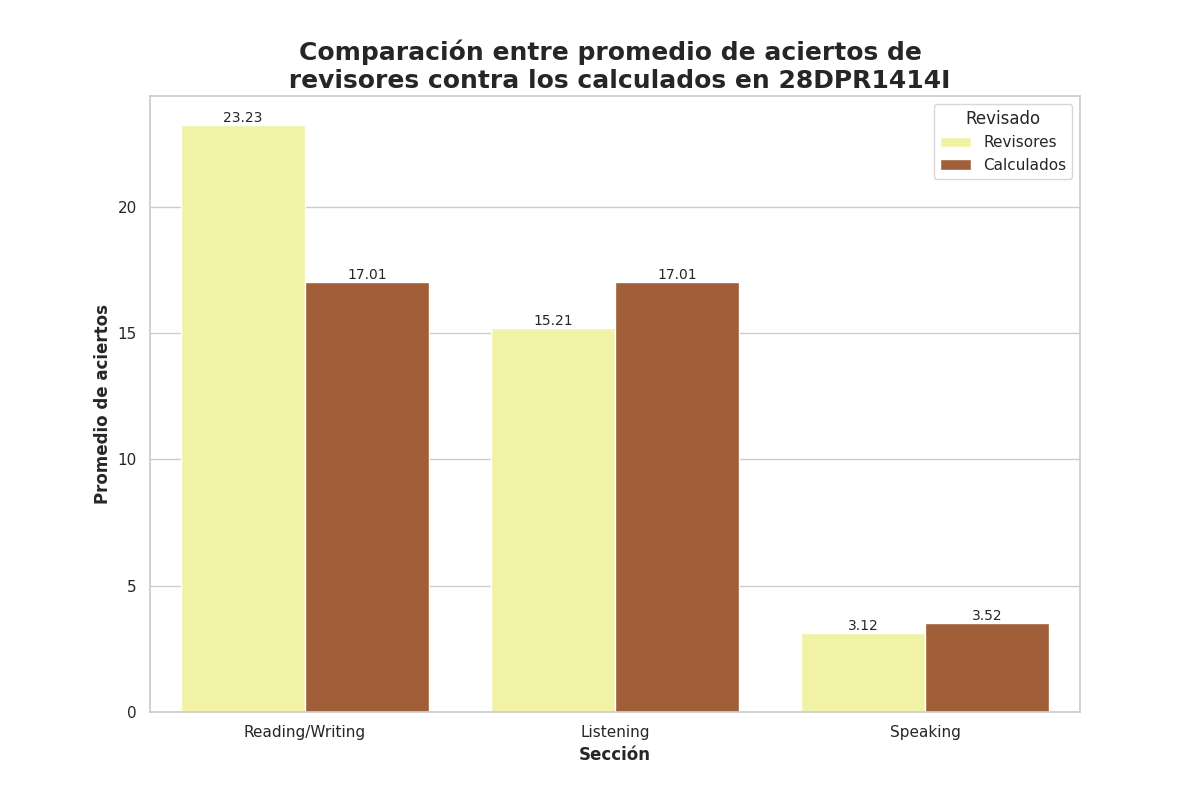 Comparación entre promedio de aciertos de
revisores contra los calculados en 28DPR1414I
23.23
Revisado
Revisores
Calculados
20
17.01
17.01
15.21
15
Promedio de aciertos
10
5
3.12
3.52
0
Reading/Writing
Listening
Speaking
Sección